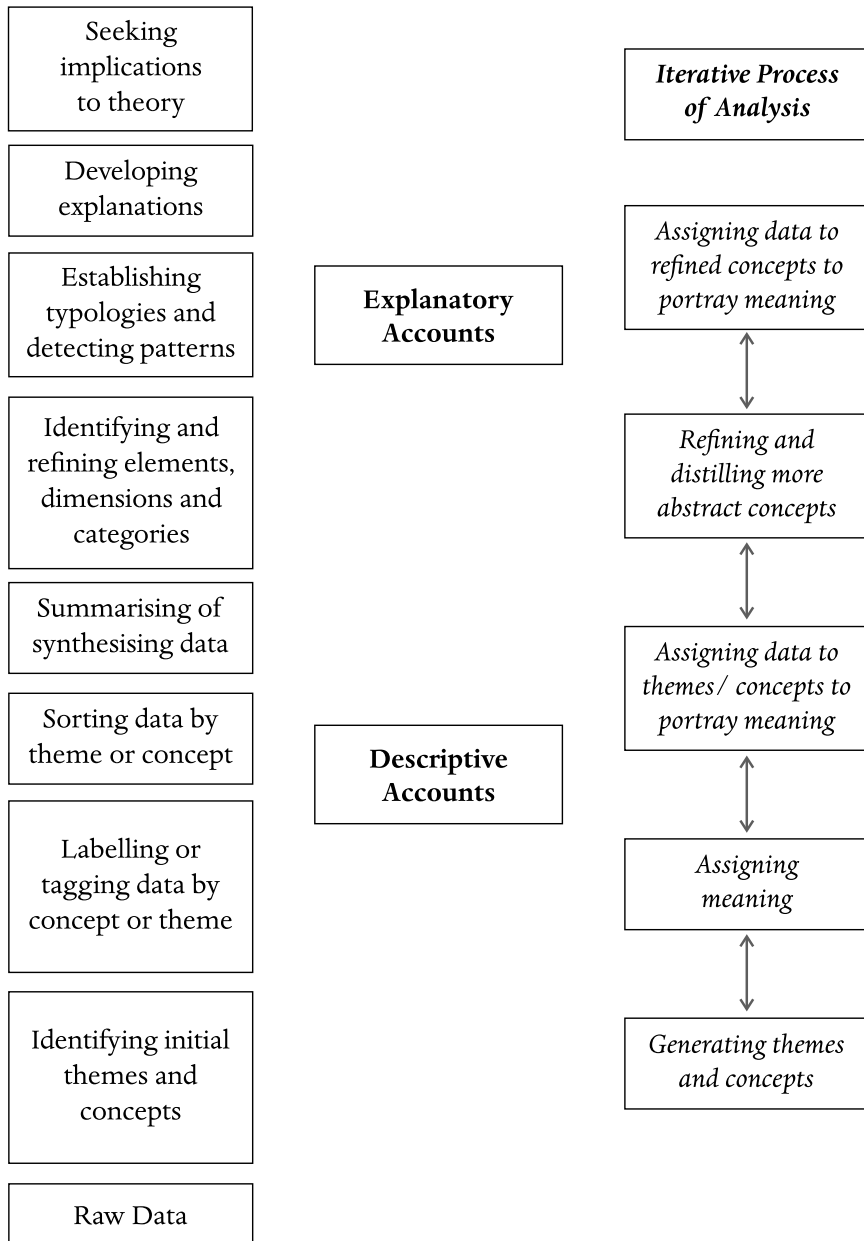 Seeking
implications
to theory
Developing
explanations
Establishing
typologies and
detecting patterns
Identifying and
refining elements,
dimensions and
categories
Summarising of
synthesising data
Sorting data by
theme or concept
Labelling or
tagging data by
concept or theme
Identifying initial
themes and
concepts
Raw Data
Explanatory
Accounts
Descriptive
Accounts
Iterative Process
of Analysis
Assigning data to
refined concepts to
portray meaning
Refining and
distilling more
abstract concepts
Assigning data to
themes/ concepts to
portray meaning
Assigning
meaning
Generating themes
and concepts